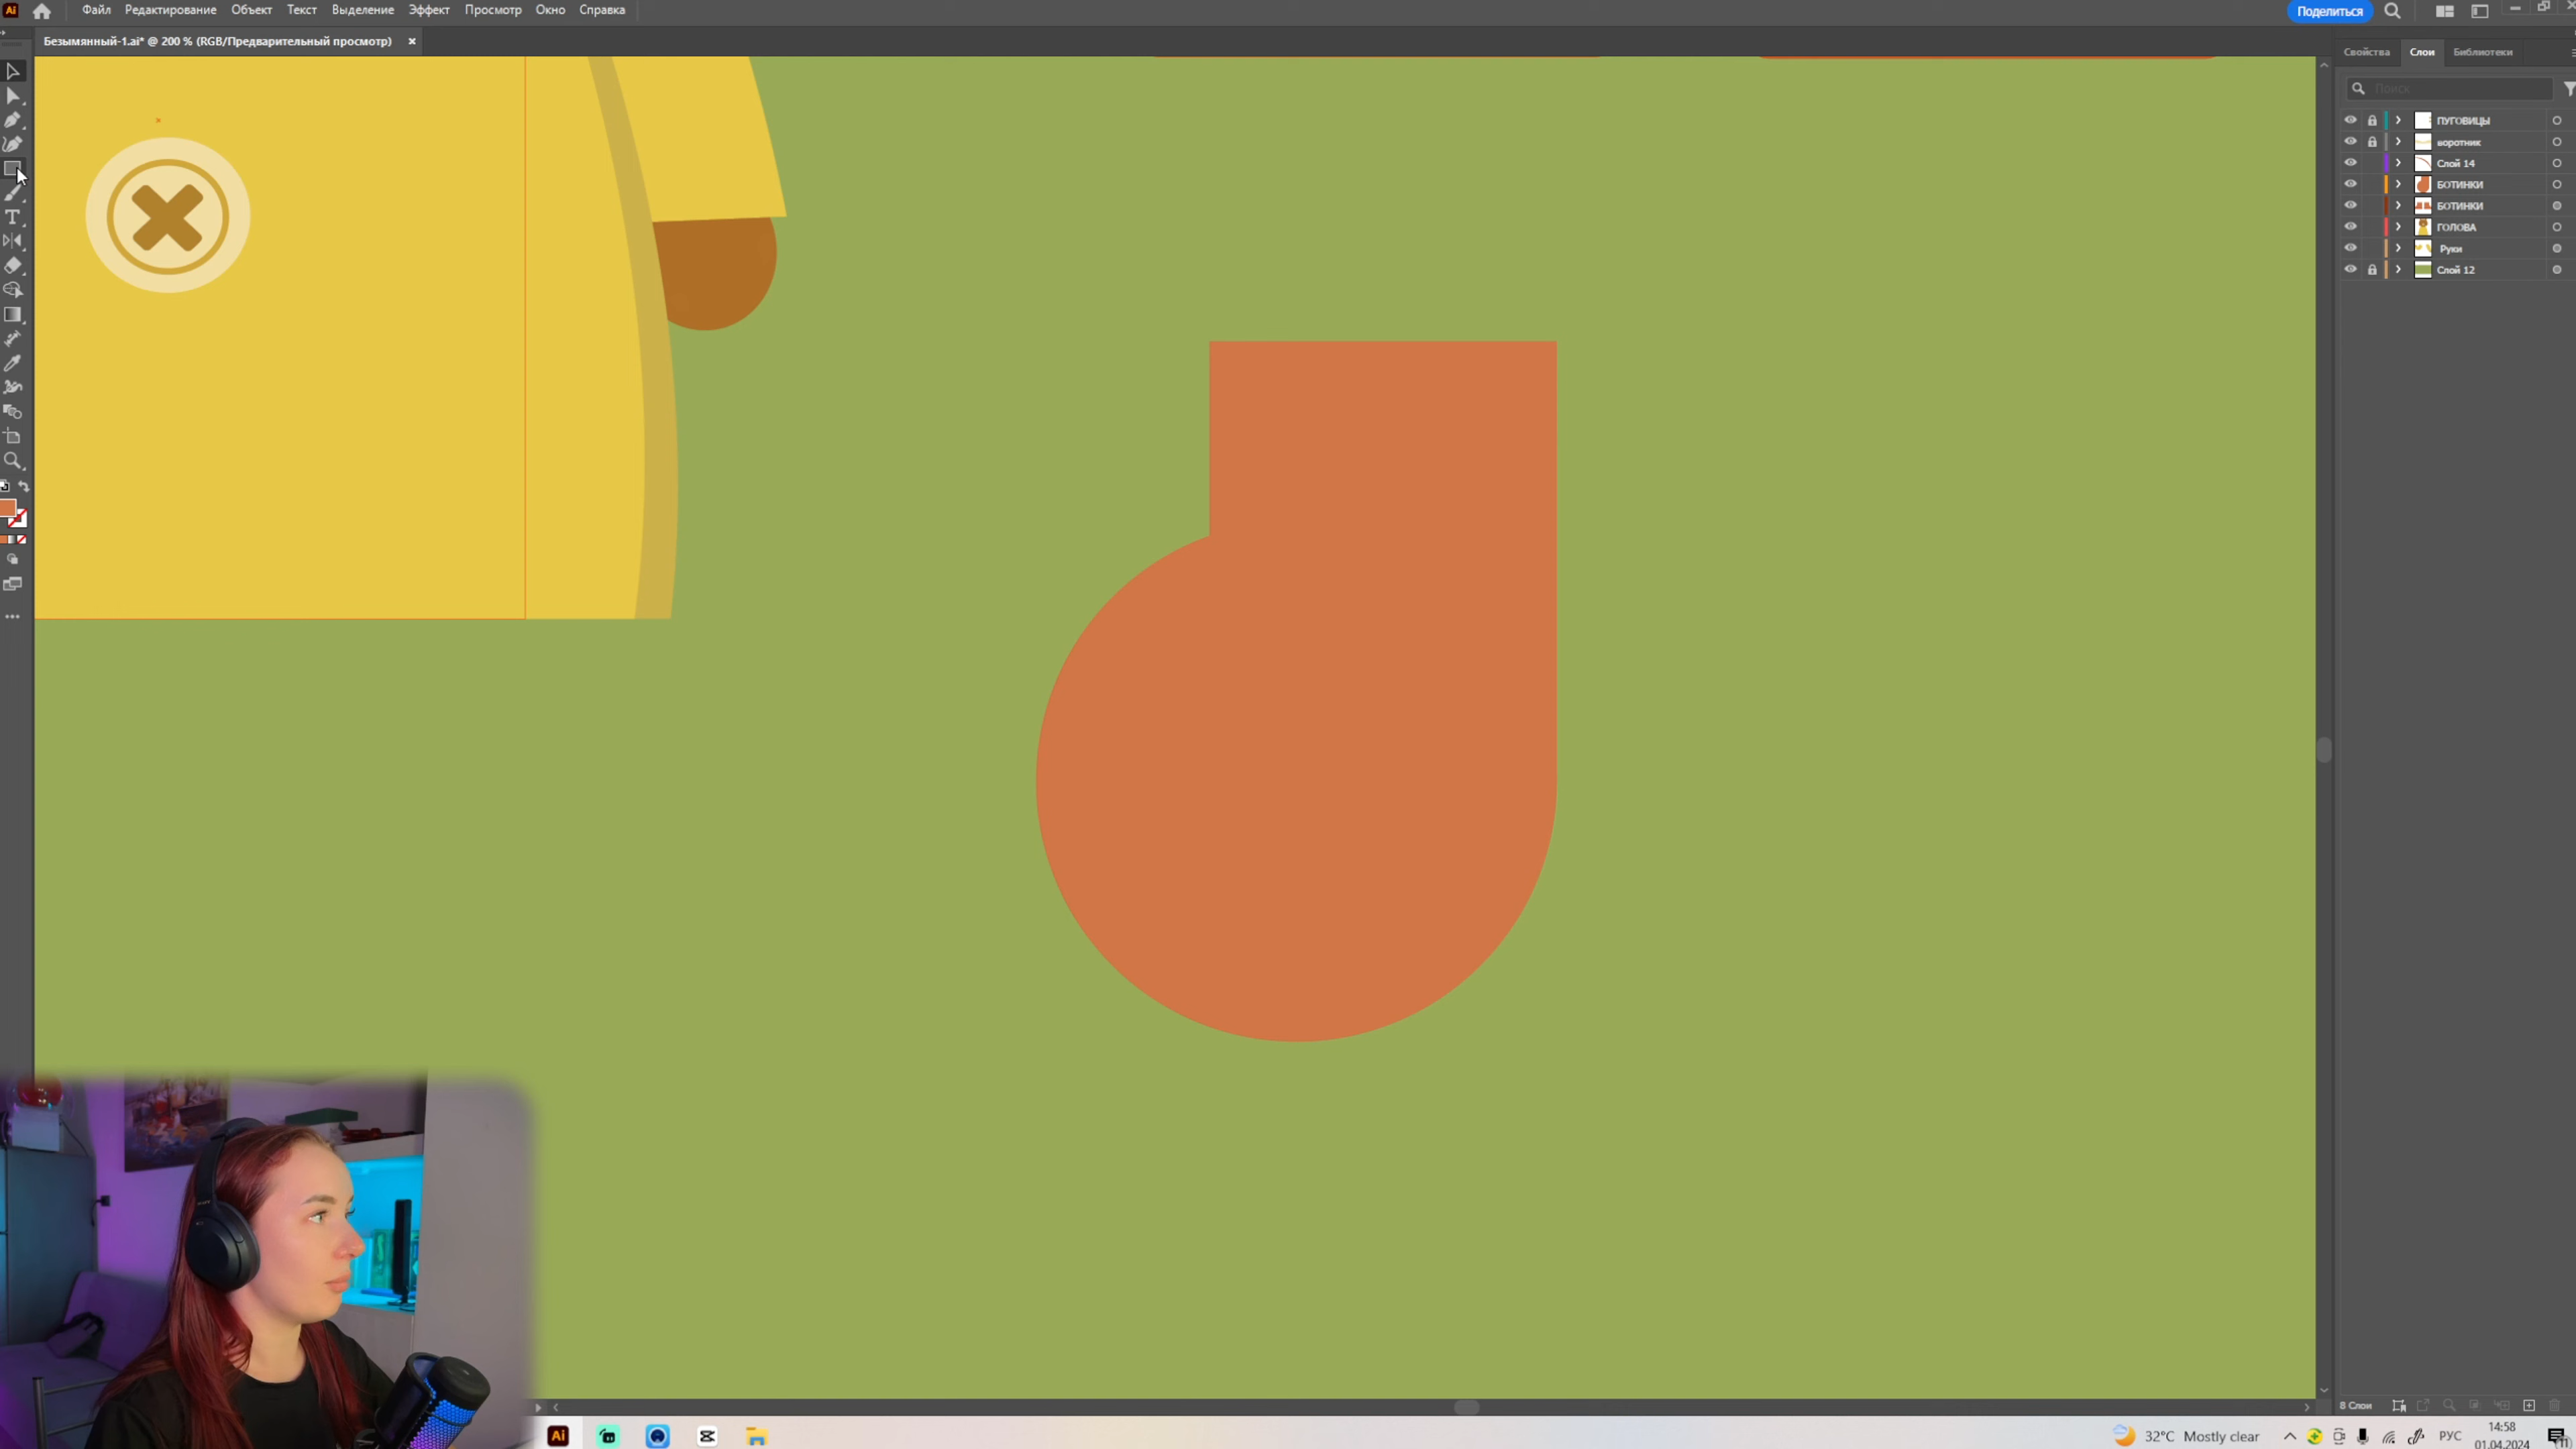 Ai Файл Редактирование Объект Текст Выделение Эффект Просмотр Окно Справка Поделиться
Безымянный-1.ai* @ 200 % (RGB/Предварительный просмотр) ×
Свойства Слои Библиотеки
Поиск
ПУГОВИЦЫ
воротник
Слой 14
БОТИНКИ
БОТИНКИ
ГОЛОВА
Руки
Слой 12
8 Слои
Ai 32°C Mostly clear РУС 14:58
01.04.2024